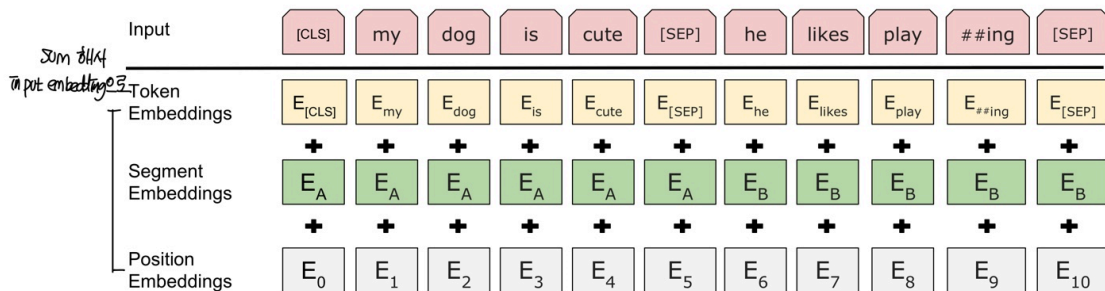 Input [CLS] my dog is cute [SEP] he likes play ##ing [SEP]
sum 해서
input embedding으로
Token Embeddings E[CLS] Emy Edog Eis Ecute E[SEP] Ehe Elikes Eplay E##ing E[SEP]
+ + + + + + + + + + +
Segment Embeddings EA EA EA EA EA EA EB EB EB EB EB
+ + + + + + + + + + +
Position Embeddings E0 E1 E2 E3 E4 E5 E6 E7 E8 E9 E10